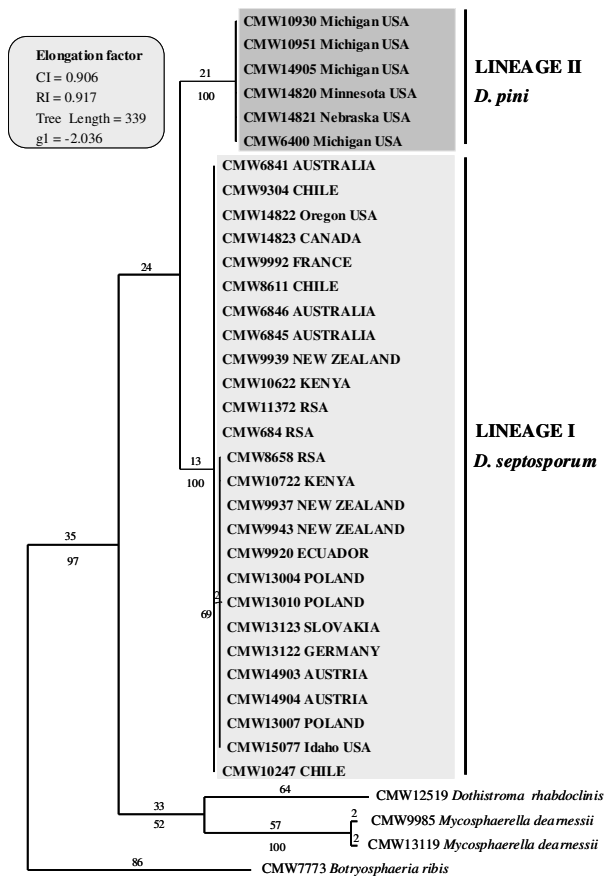 Elongation factor
CI = 0.906
RI = 0.917
Tree Length = 339
g1 = -2.036
CMW10930 Michigan USA
CMW10951 Michigan USA
CMW14905 Michigan USA
CMW14820 Minnesota USA
CMW14821 Nebraska USA
CMW6400 Michigan USA
21
100
LINEAGE II
D. pini
CMW6841 AUSTRALIA
CMW9304 CHILE
CMW14822 Oregon USA
CMW14823 CANADA
CMW9992 FRANCE
CMW8611 CHILE
CMW6846 AUSTRALIA
CMW6845 AUSTRALIA
CMW9939 NEW ZEALAND
CMW10622 KENYA
CMW11372 RSA
CMW684 RSA
CMW8658 RSA
CMW10722 KENYA
CMW9937 NEW ZEALAND
CMW9943 NEW ZEALAND
CMW9920 ECUADOR
CMW13004 POLAND
CMW13010 POLAND
CMW13123 SLOVAKIA
CMW13122 GERMANY
CMW14903 AUSTRIA
CMW14904 AUSTRIA
CMW13007 POLAND
CMW15077 Idaho USA
CMW10247 CHILE
24
13
100
2
69
LINEAGE I
D. septosporum
35
97
33
52
64
CMW12519 Dothistroma rhabdoclinis
57
100
2
CMW9985 Mycosphaerella dearnessii
2
CMW13119 Mycosphaerella dearnessii
86
CMW7773 Botryosphaeria ribis